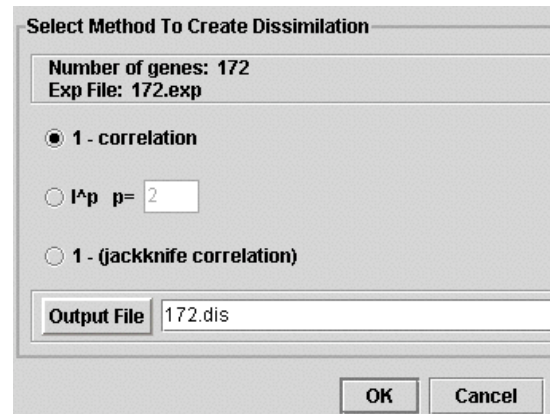 Select Method To Create Dissimilation
Number of genes: 172
Exp File: 172.exp
1 - correlation
l^p p= 2
1 - (jackknife correlation)
Output File 172.dis
OK Cancel